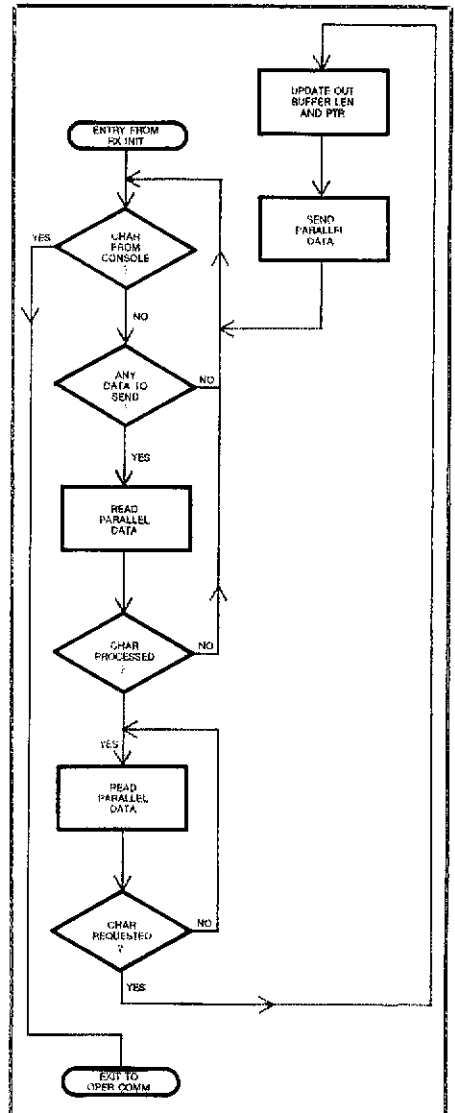 ENTRY FROM
RX INIT
YES
CHAR
FROM
CONSOLE
?
NO
ANY
DATA TO
SEND
?
NO
YES
READ
PARALLEL
DATA
CHAR
PROCESSED
?
NO
YES
READ
PARALLEL
DATA
CHAR
REQUESTED
?
NO
YES
UPDATE OUT
BUFFER LEN
AND PTR
SEND
PARALLEL
DATA
EXIT TO
OPER COMM